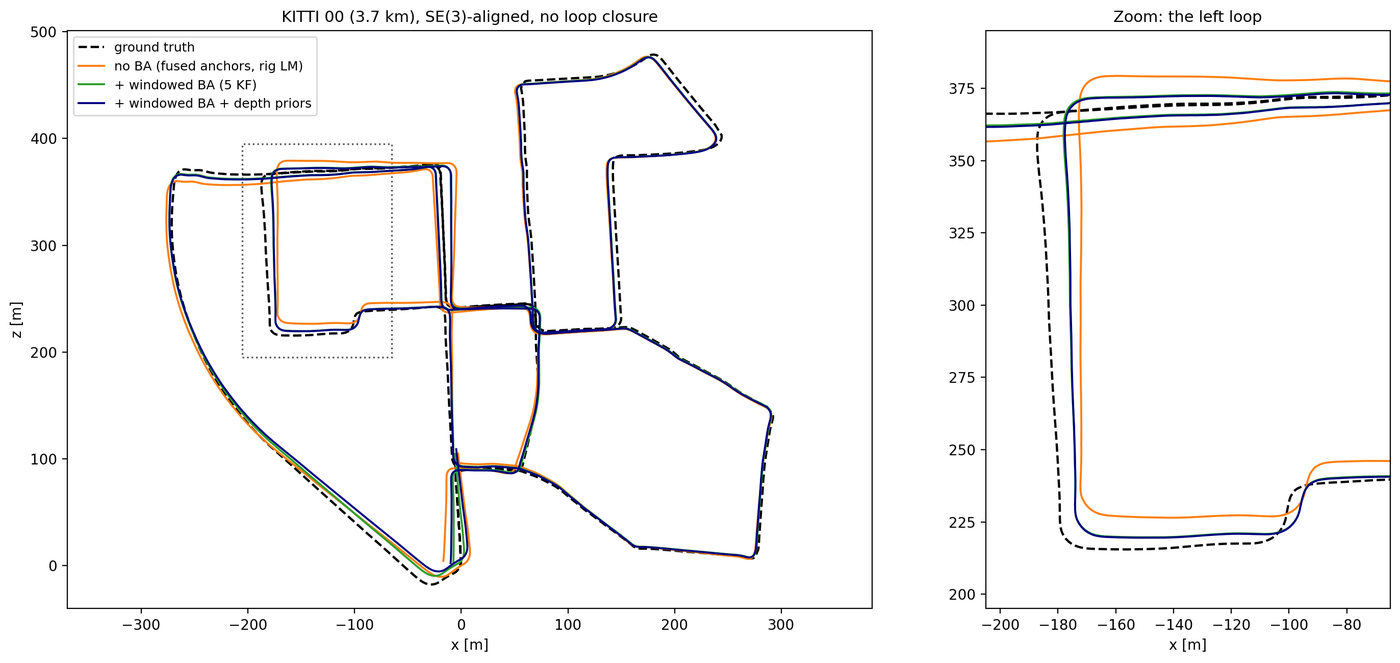 KITTI 00 (3.7 km), SE(3)-aligned, no loop closure
ground truth
no BA (fused anchors, rig LM)
+ windowed BA (5 KF)
+ windowed BA + depth priors
z [m]
500
400
300
200
100
0
−300 −200 −100 0 100 200 300
x [m]
Zoom: the left loop
375
350
325
300
275
250
225
200
−200 −180 −160 −140 −120 −100 −80
x [m]